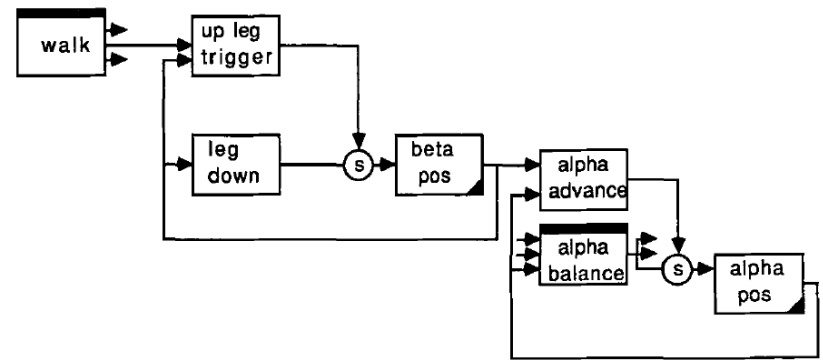 walk
up leg
trigger
leg
down
s
beta
pos
alpha
advance
alpha
balance
s
alpha
pos